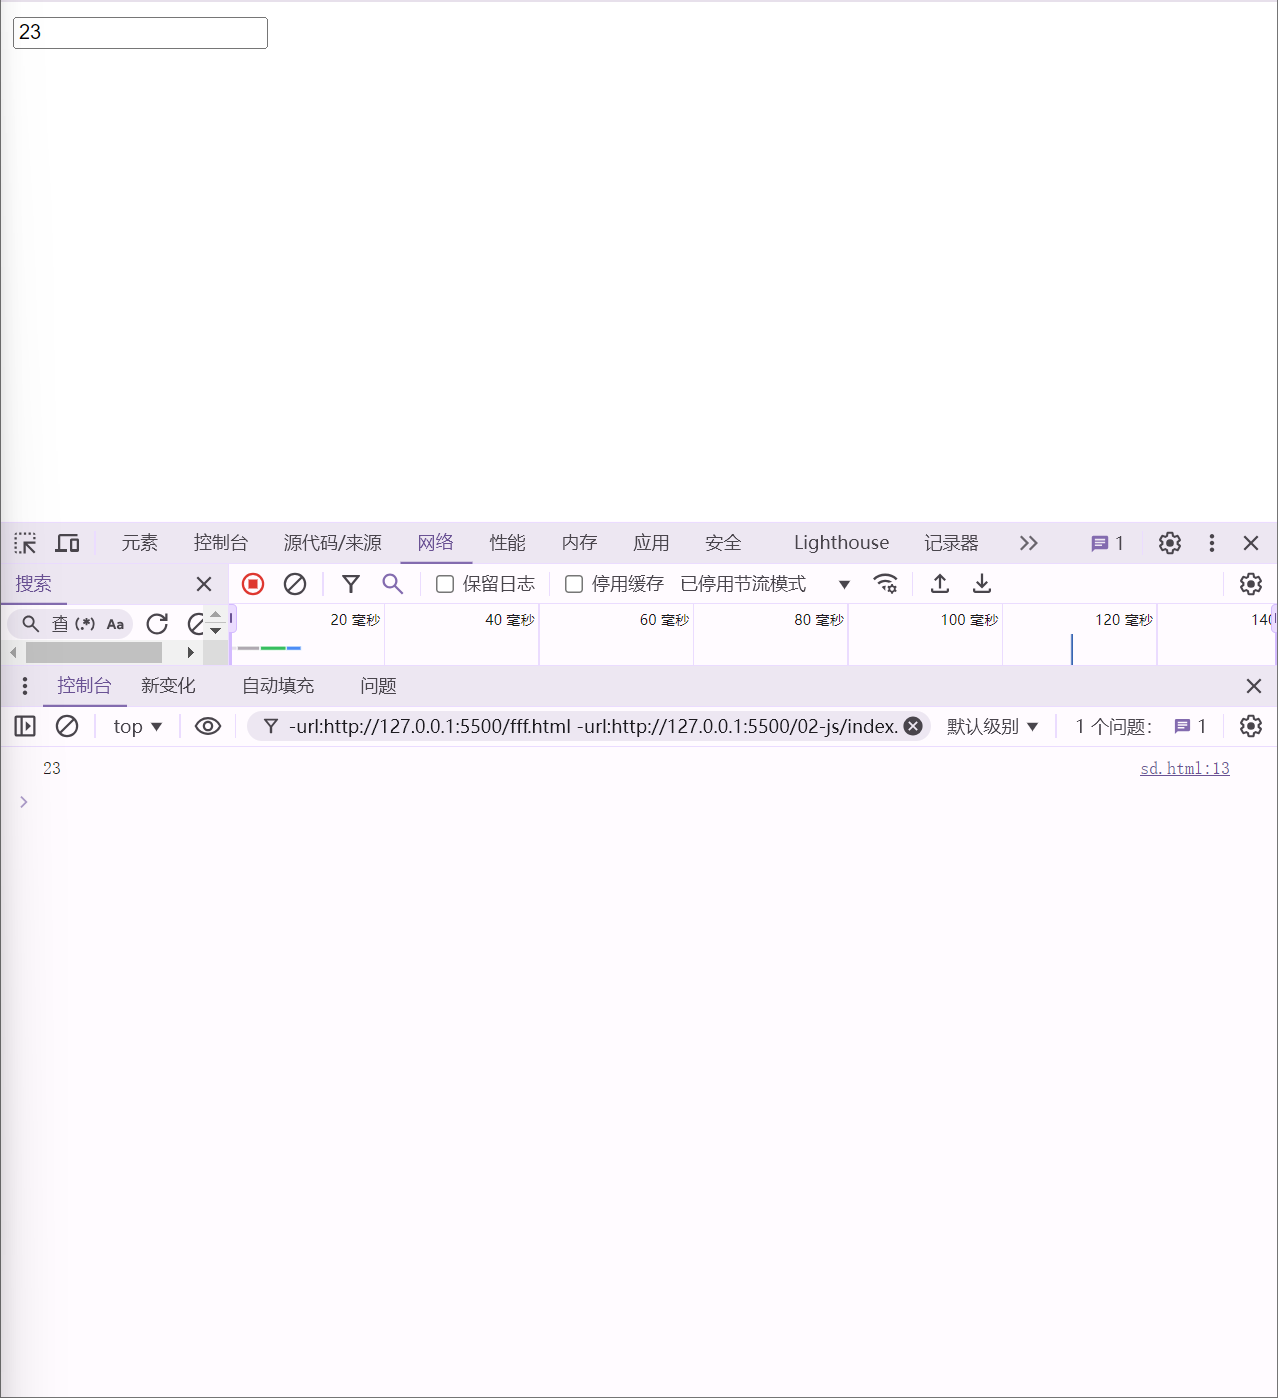 23
元素 控制台 源代码/来源 网络 性能 内存 应用 安全 Lighthouse 记录器 1
搜索 保留日志 停用缓存 已停用节流模式
查 (.*) Aa 20 毫秒 40 毫秒 60 毫秒 80 毫秒 100 毫秒 120 毫秒 140
控制台 新变化 自动填充 问题
top -url:http://127.0.0.1:5500/fff.html -url:http://127.0.0.1:5500/02-js/index. 默认级别 1 个问题： 1
23 sd.html:13